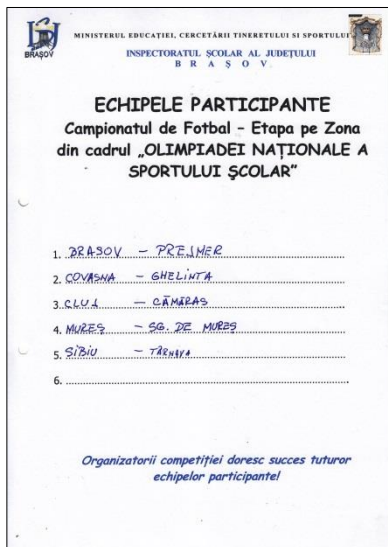 BRAȘOV
MINISTERUL EDUCAȚIEI, CERCETĂRII TINERETULUI SI SPORTULUI
INSPECTORATUL ȘCOLAR AL JUDEȚULUI
B R A Ș O V
ECHIPELE PARTICIPANTE
Campionatul de Fotbal – Etapa pe Zona
din cadrul „OLIMPIADEI NAȚIONALE A
SPORTULUI ȘCOLAR”
1. BRASOV – PREJMER
2. COVASNA – GHELINTA
3. CLUJ – CĂMĂRAS
4. MUREȘ – SG. DE MUREȘ
5. SIBIU – TÂRNAVA
6.
Organizatorii competiției doresc succes tuturor
echipelor participante!